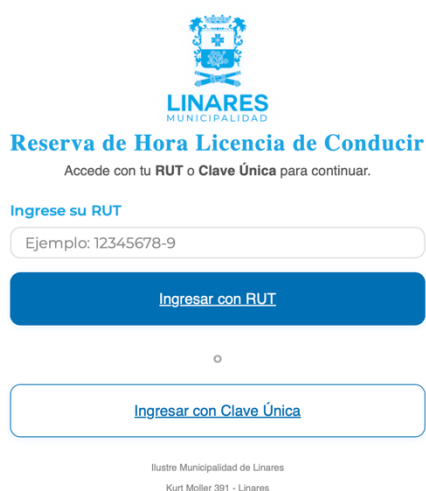 LINARES
MUNICIPALIDAD
Reserva de Hora Licencia de Conducir
Accede con tu RUT o Clave Única para continuar.
Ingrese su RUT
Ejemplo: 12345678-9
Ingresar con RUT
o
Ingresar con Clave Única
Ilustre Municipalidad de Linares
Kurt Moller 391 - Linares